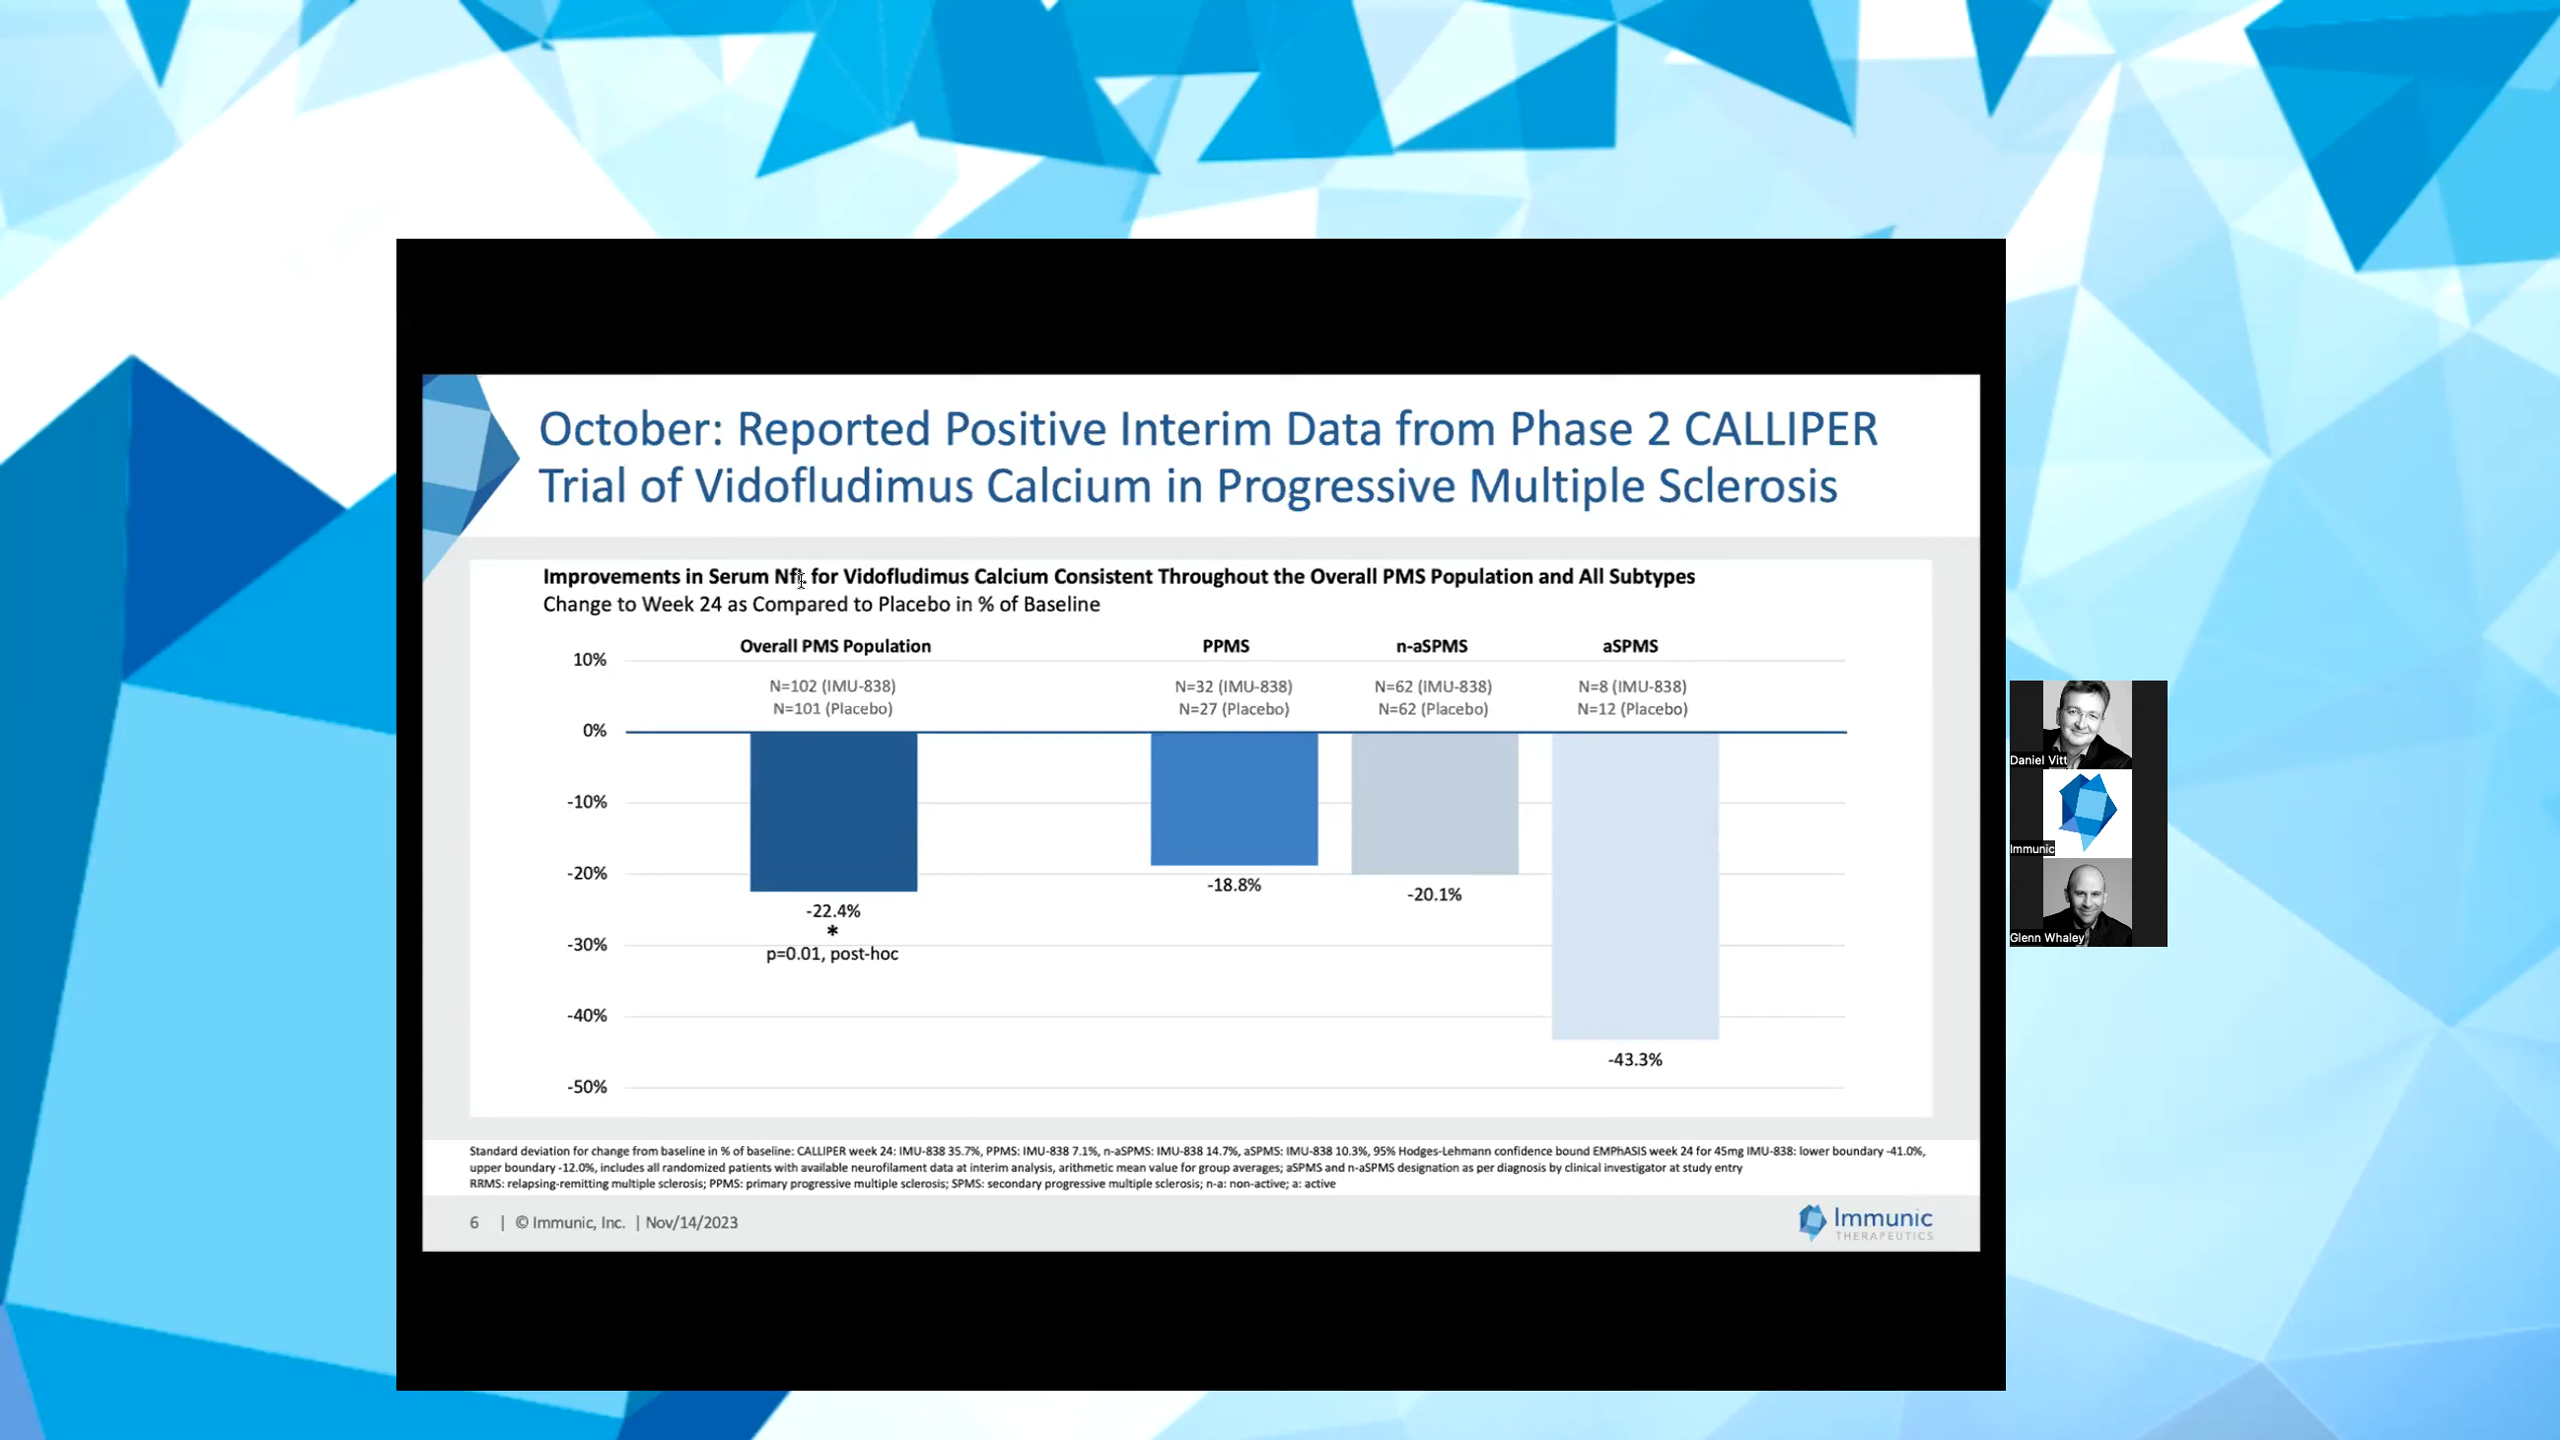 October: Reported Positive Interim Data from Phase 2 CALLIPER
Trial of Vidofludimus Calcium in Progressive Multiple Sclerosis
Improvements in Serum NfL for Vidofludimus Calcium Consistent Throughout the Overall PMS Population and All Subtypes
Change to Week 24 as Compared to Placebo in % of Baseline
Overall PMS Population
PPMS
n-aSPMS
aSPMS
10%
N=102 (IMU-838)
N=101 (Placebo)
N=32 (IMU-838)
N=27 (Placebo)
N=62 (IMU-838)
N=62 (Placebo)
N=8 (IMU-838)
N=12 (Placebo)
0%
-10%
-20%
-30%
-40%
-50%
-22.4%
*
p=0.01, post-hoc
-18.8%
-20.1%
-43.3%
Standard deviation for change from baseline in % of baseline: CALLIPER week 24: IMU-838 35.7%, PPMS: IMU-838 7.1%, n-aSPMS: IMU-838 14.7%, aSPMS: IMU-838 10.3%, 95% Hodges-Lehmann confidence bound EMPhASIS week 24 for 45mg IMU-838: lower boundary -41.0%,
upper boundary -12.0%, includes all randomized patients with available neurofilament data at interim analysis, arithmetic mean value for group averages; aSPMS and n-aSPMS designation as per diagnosis by clinical investigator at study entry
RRMS: relapsing-remitting multiple sclerosis; PPMS: primary progressive multiple sclerosis; SPMS: secondary progressive multiple sclerosis; n-a: non-active; a: active
6 | © Immunic, Inc. | Nov/14/2023
Immunic
THERAPEUTICS
Daniel Vitt
Immunic
Glenn Whaley